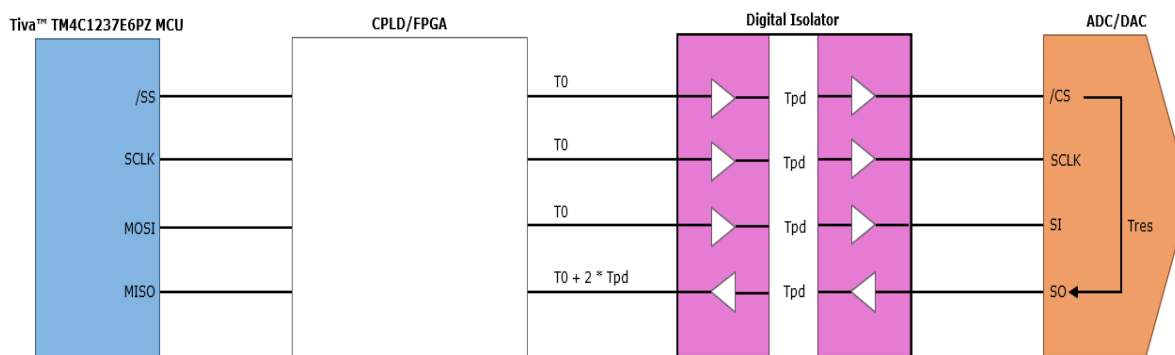 Tiva™ TM4C1237E6PZ MCU
CPLD/FPGA
Digital Isolator
ADC/DAC
/SS
T0
Tpd
/CS
SCLK
T0
Tpd
SCLK
MOSI
T0
Tpd
SI
Tres
MISO
T0 + 2 * Tpd
Tpd
SO